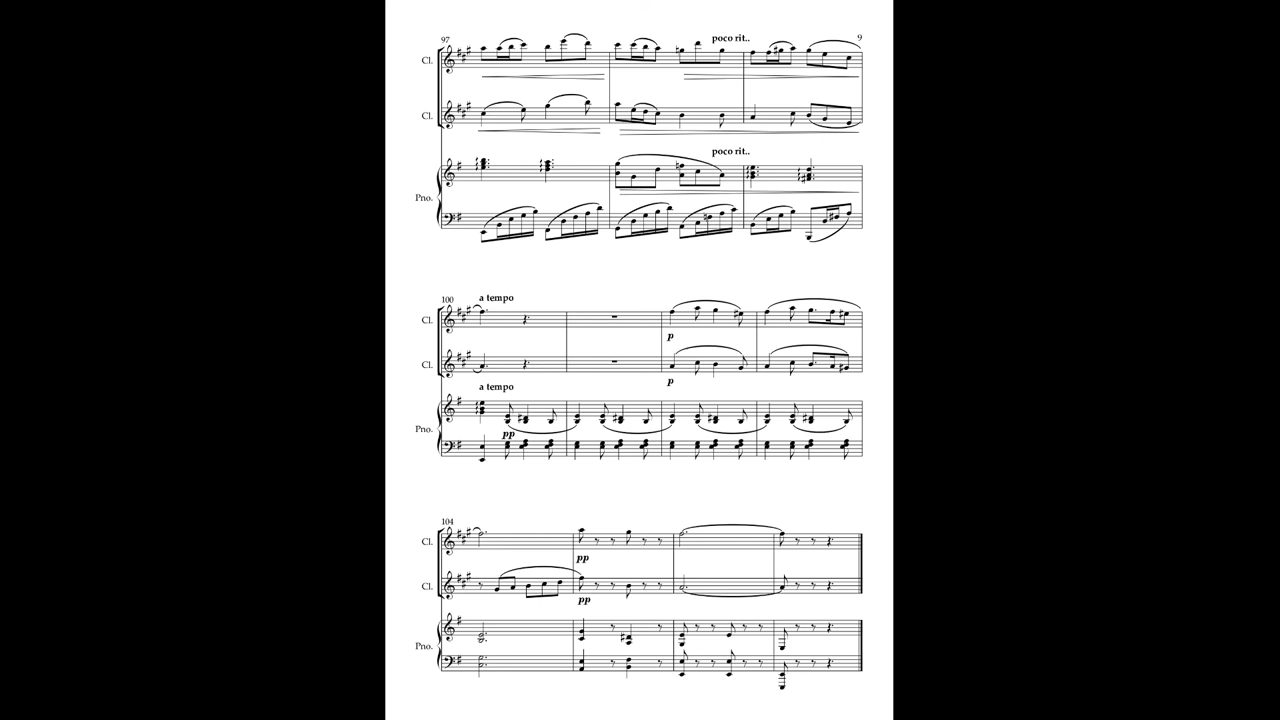 97
poco rit..
9
Cl.
Cl.
poco rit..
Pno.
100
a tempo
Cl.
p
Cl.
p
a tempo
Pno.
pp
104
Cl.
pp
Cl.
pp
Pno.